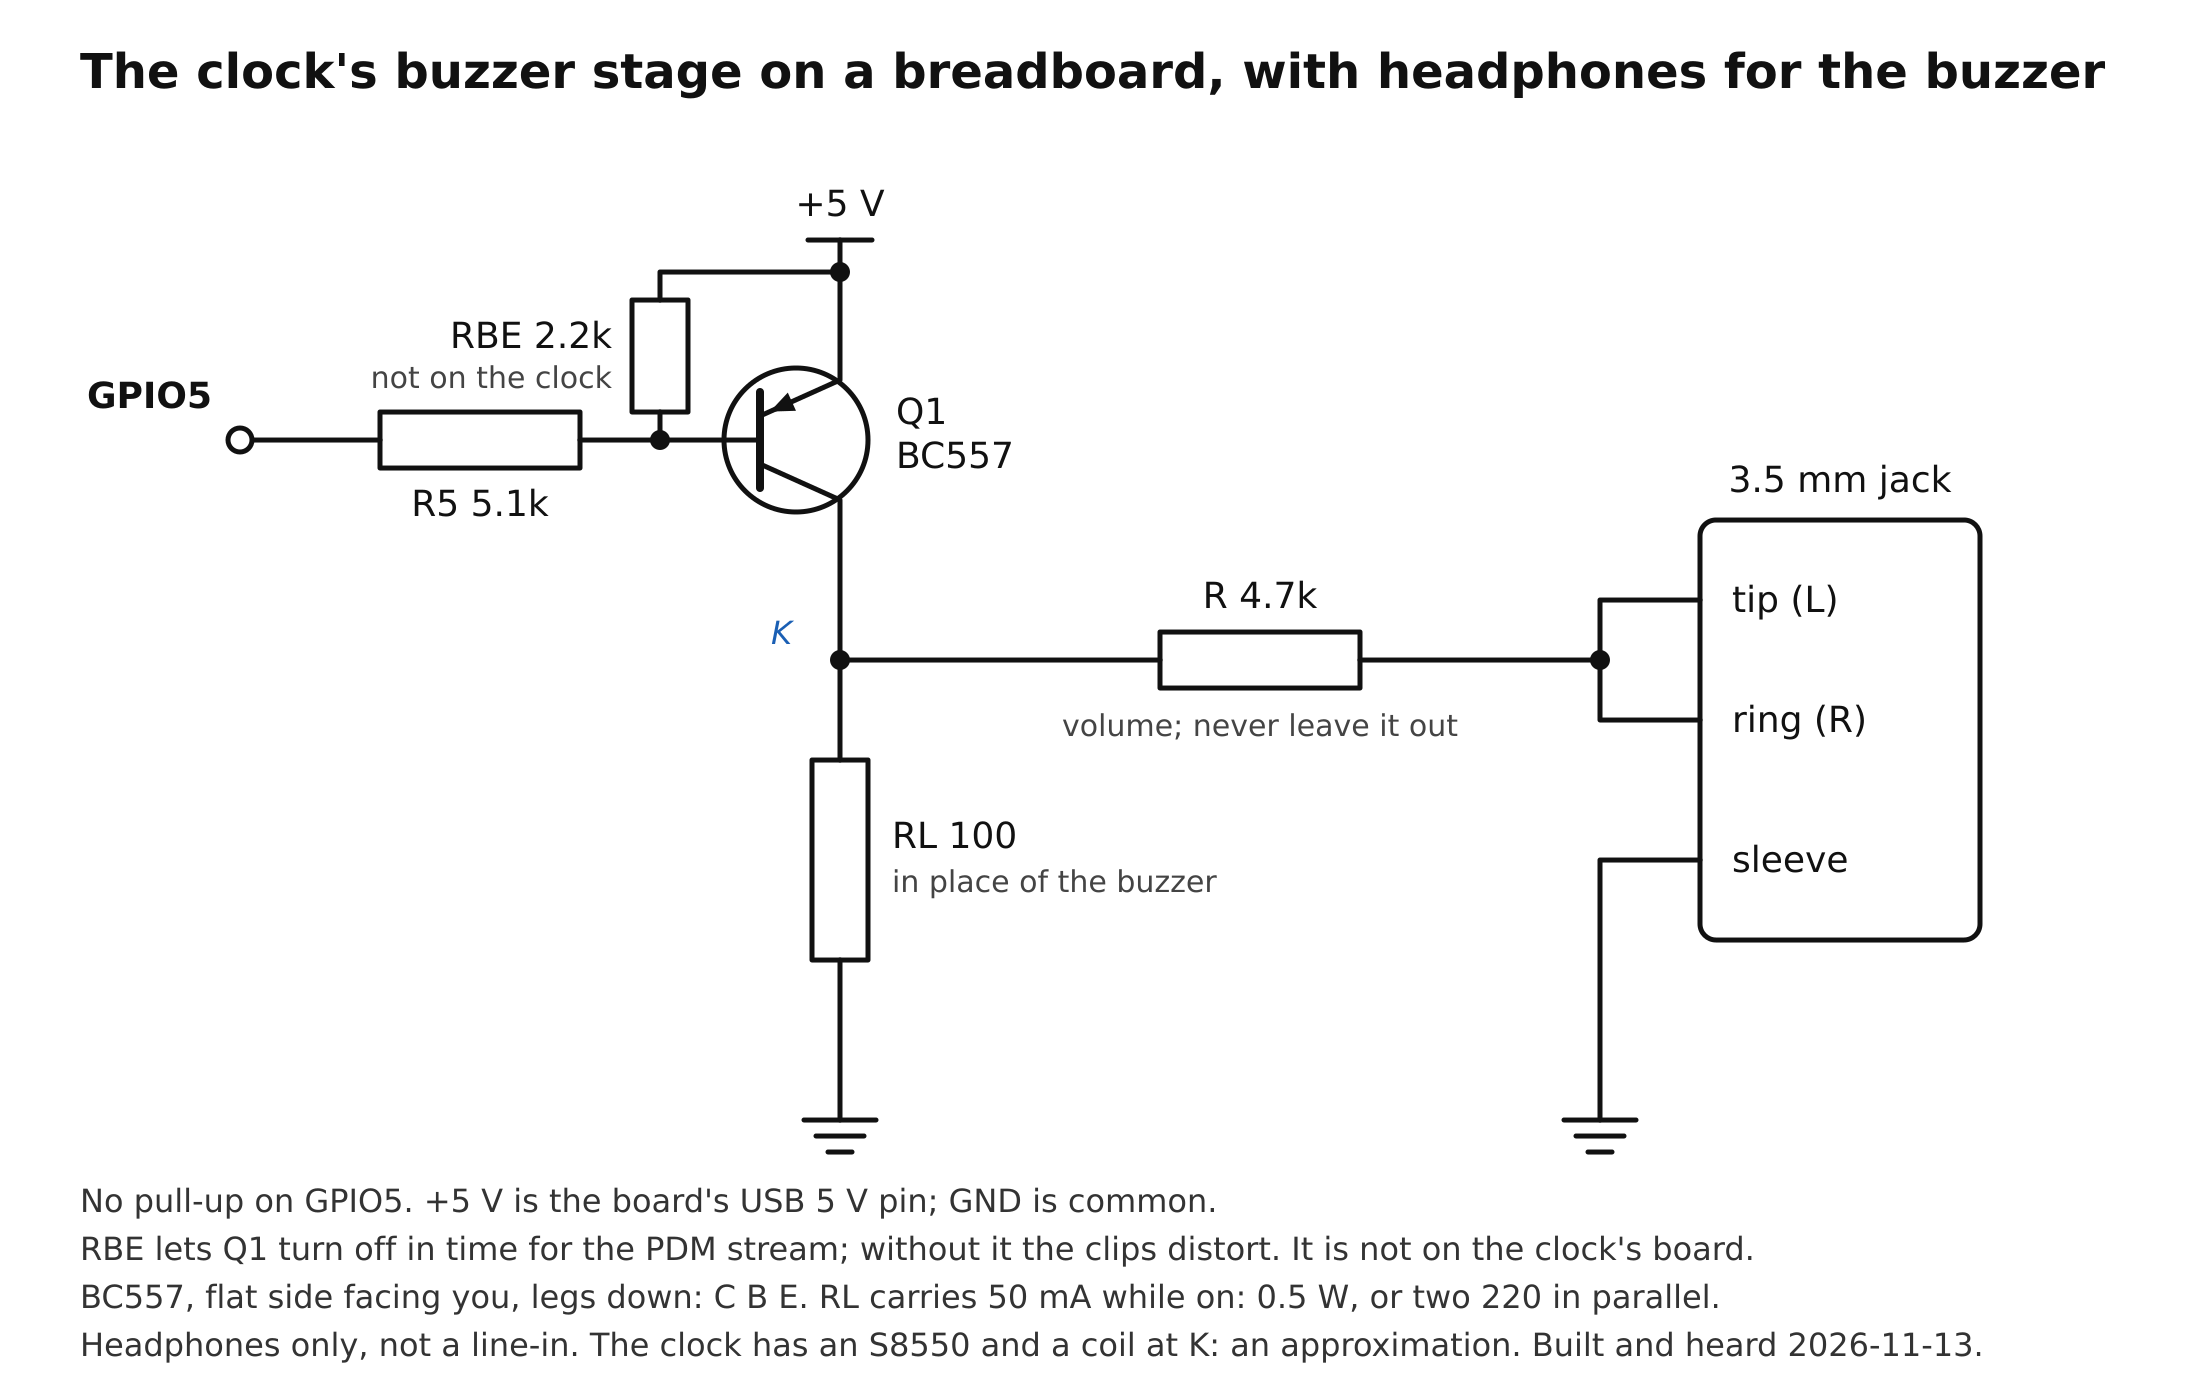 The clock's buzzer stage on a breadboard, with headphones for the buzzer
+5 V
RBE 2.2k
not on the clock
GPIO5
R5 5.1k
Q1
BC557
3.5 mm jack
tip (L)
ring (R)
sleeve
K
R 4.7k
volume; never leave it out
RL 100
in place of the buzzer
No pull-up on GPIO5. +5 V is the board's USB 5 V pin; GND is common.
RBE lets Q1 turn off in time for the PDM stream; without it the clips distort. It is not on the clock's board.
BC557, flat side facing you, legs down: C B E. RL carries 50 mA while on: 0.5 W, or two 220 in parallel.
Headphones only, not a line-in. The clock has an S8550 and a coil at K: an approximation. Built and heard 2026-11-13.